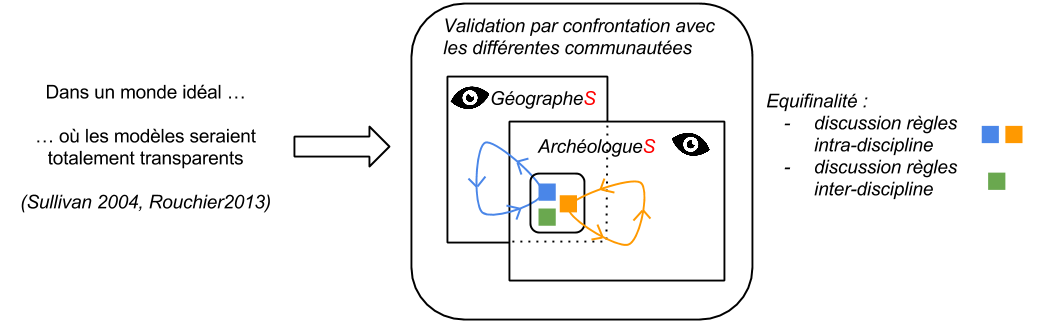 Dans un monde idéal ...
... où les modèles seraient
totalement transparents
(Sullivan 2004, Rouchier2013)
Validation par confrontation avec
les différentes communautées
GéographeS
ArchéologueS
Equifinalité :
- discussion règles
intra-discipline
- discussion règles
inter-discipline